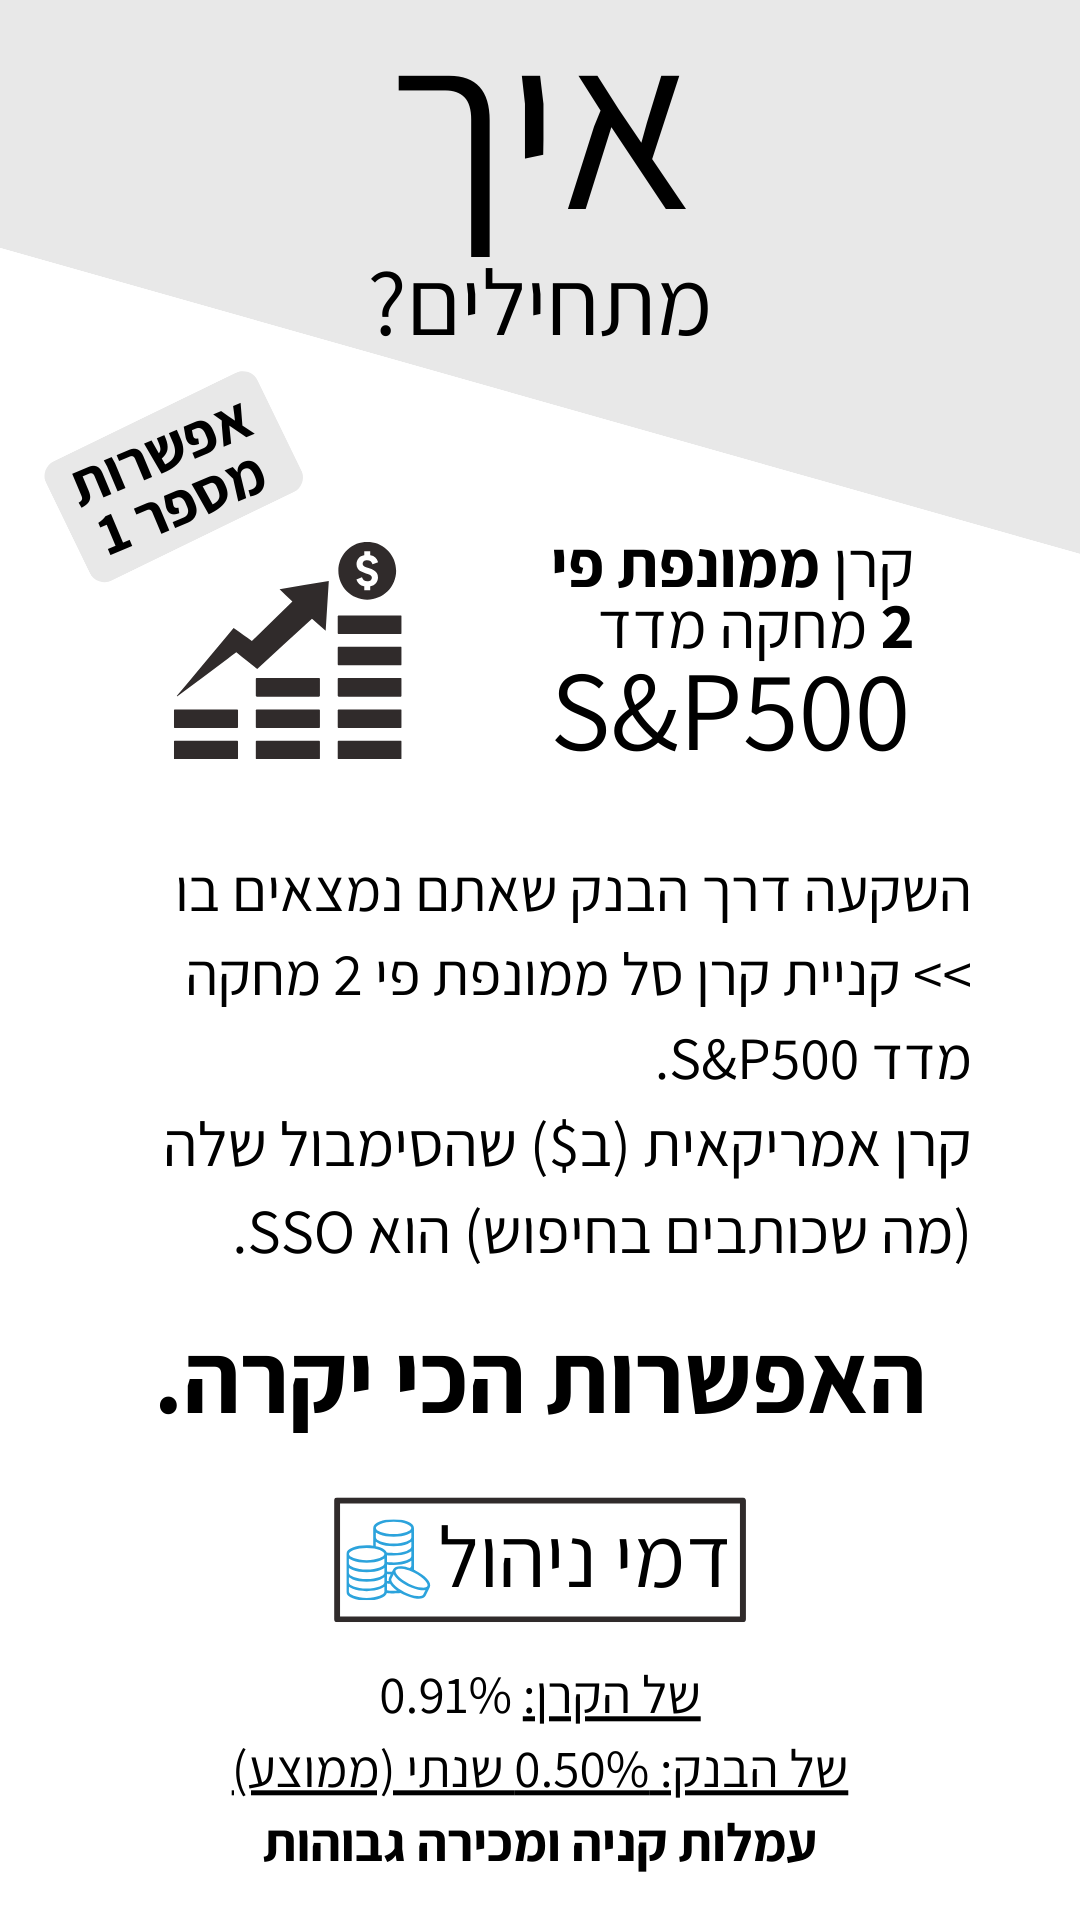 איך
מתחילים?
אפשרות
מספר 1
$
קרן ממונפת פי
2 מחקה מדד
S&P500
השקעה דרך הבנק שאתם נמצאים בו
>> קניית קרן סל ממונפת פי 2 מחקה
מדד S&P500.
קרן אמריקאית (ב$) שהסימבול שלה
(מה שכותבים בחיפוש) הוא SSO.
האפשרות הכי יקרה.
דמי ניהול
של הקרן: 0.91%
של הבנק: 0.50% שנתי (ממוצע).
עמלות קניה ומכירה גבוהות